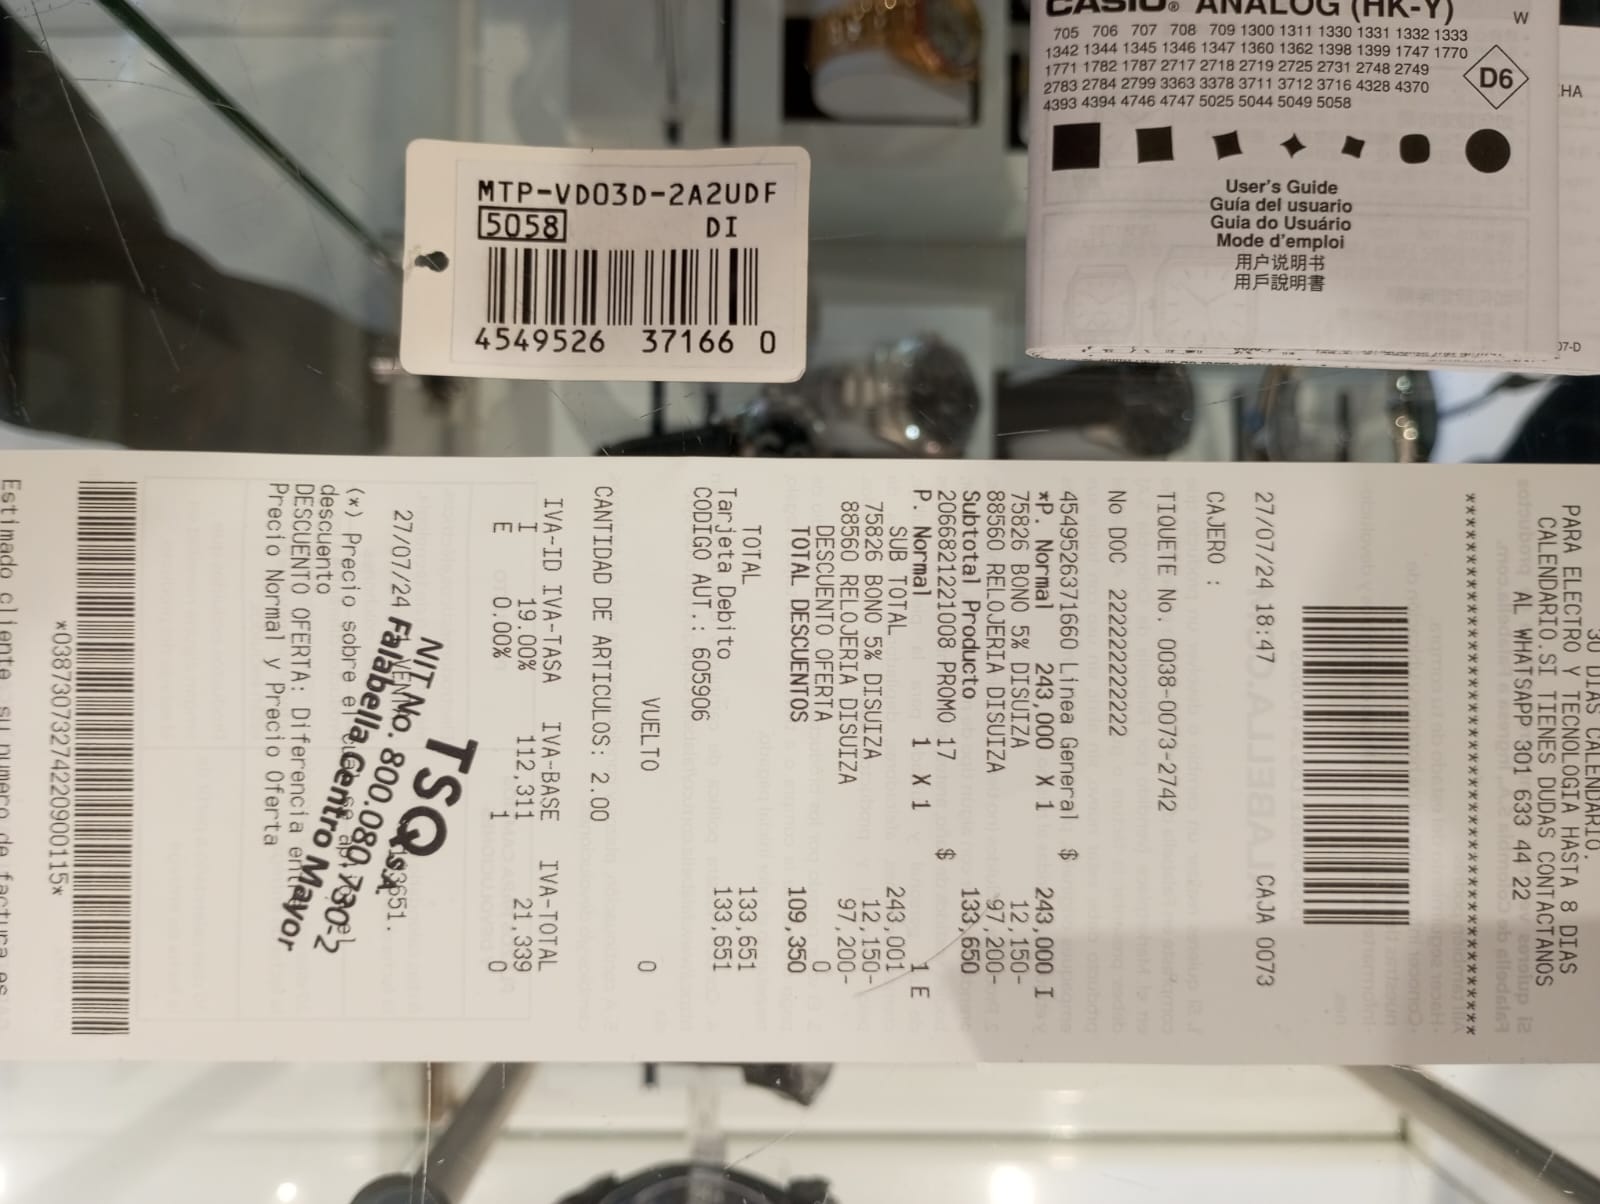 CASIO® ANALOG (HK-Y)
W
705 706 707 708 709 1300 1311 1330 1331 1332 1333
1342 1344 1345 1346 1347 1360 1362 1398 1399 1747 1770
1771 1782 1787 2717 2718 2719 2725 2731 2748 2749
2783 2784 2799 3363 3378 3711 3712 3716 4328 4370
4393 4394 4746 4747 5025 5044 5049 5058
D6
User's Guide
Guía del usuario
Guia do Usuário
Mode d'emploi
用户说明书
用戶說明書
HA
07-D
MTP-VD03D-2A2UDF
5058 DI
4549526 37166 0
30 DIAS CALENDARIO.
PARA ELECTRO Y TECNOLOGIA HASTA 8 DIAS
CALENDARIO.SI TIENES DUDAS CONTACTANOS
AL WHATSAPP 301 633 44 22
27/07/24 18:47 CAJA 0073
CAJERO :
TIQUETE No. 0038-0073-2742
No DOC 222222222222
4549526371660 Linea General $ 243,000 I
*P. Normal 243,000 X 1
75826 BONO 5% DISUIZA 12,150-
88560 RELOJERIA DISUIZA 97,200-
Subtotal Producto 133,650
2066821221008 PROMO 17 $ 1 E
P. Normal 1 X 1
SUB TOTAL 243,001
75826 BONO 5% DISUIZA 12,150-
88560 RELOJERIA DISUIZA 97,200-
DESCUENTO OFERTA 0
TOTAL DESCUENTOS 109,350
TOTAL 133,651
Tarjeta Debito 133,651
CODIGO AUT.: 605906
VUELTO 0
CANTIDAD DE ARTICULOS: 2.00
IVA-ID IVA-TASA IVA-BASE IVA-TOTAL
I 19.00% 112,311 21,339
E 0.00% 1 0
TSQ S.A
NIT No. 800.080.730-2
Falabella Centro Mayor
27/07/24
(*) Precio sobre el
descuento
DESCUENTO OFERTA: Diferencia
Precio Normal y Precio Oferta
*03873073274220900115*
Estimado cliente, su numero de factura es